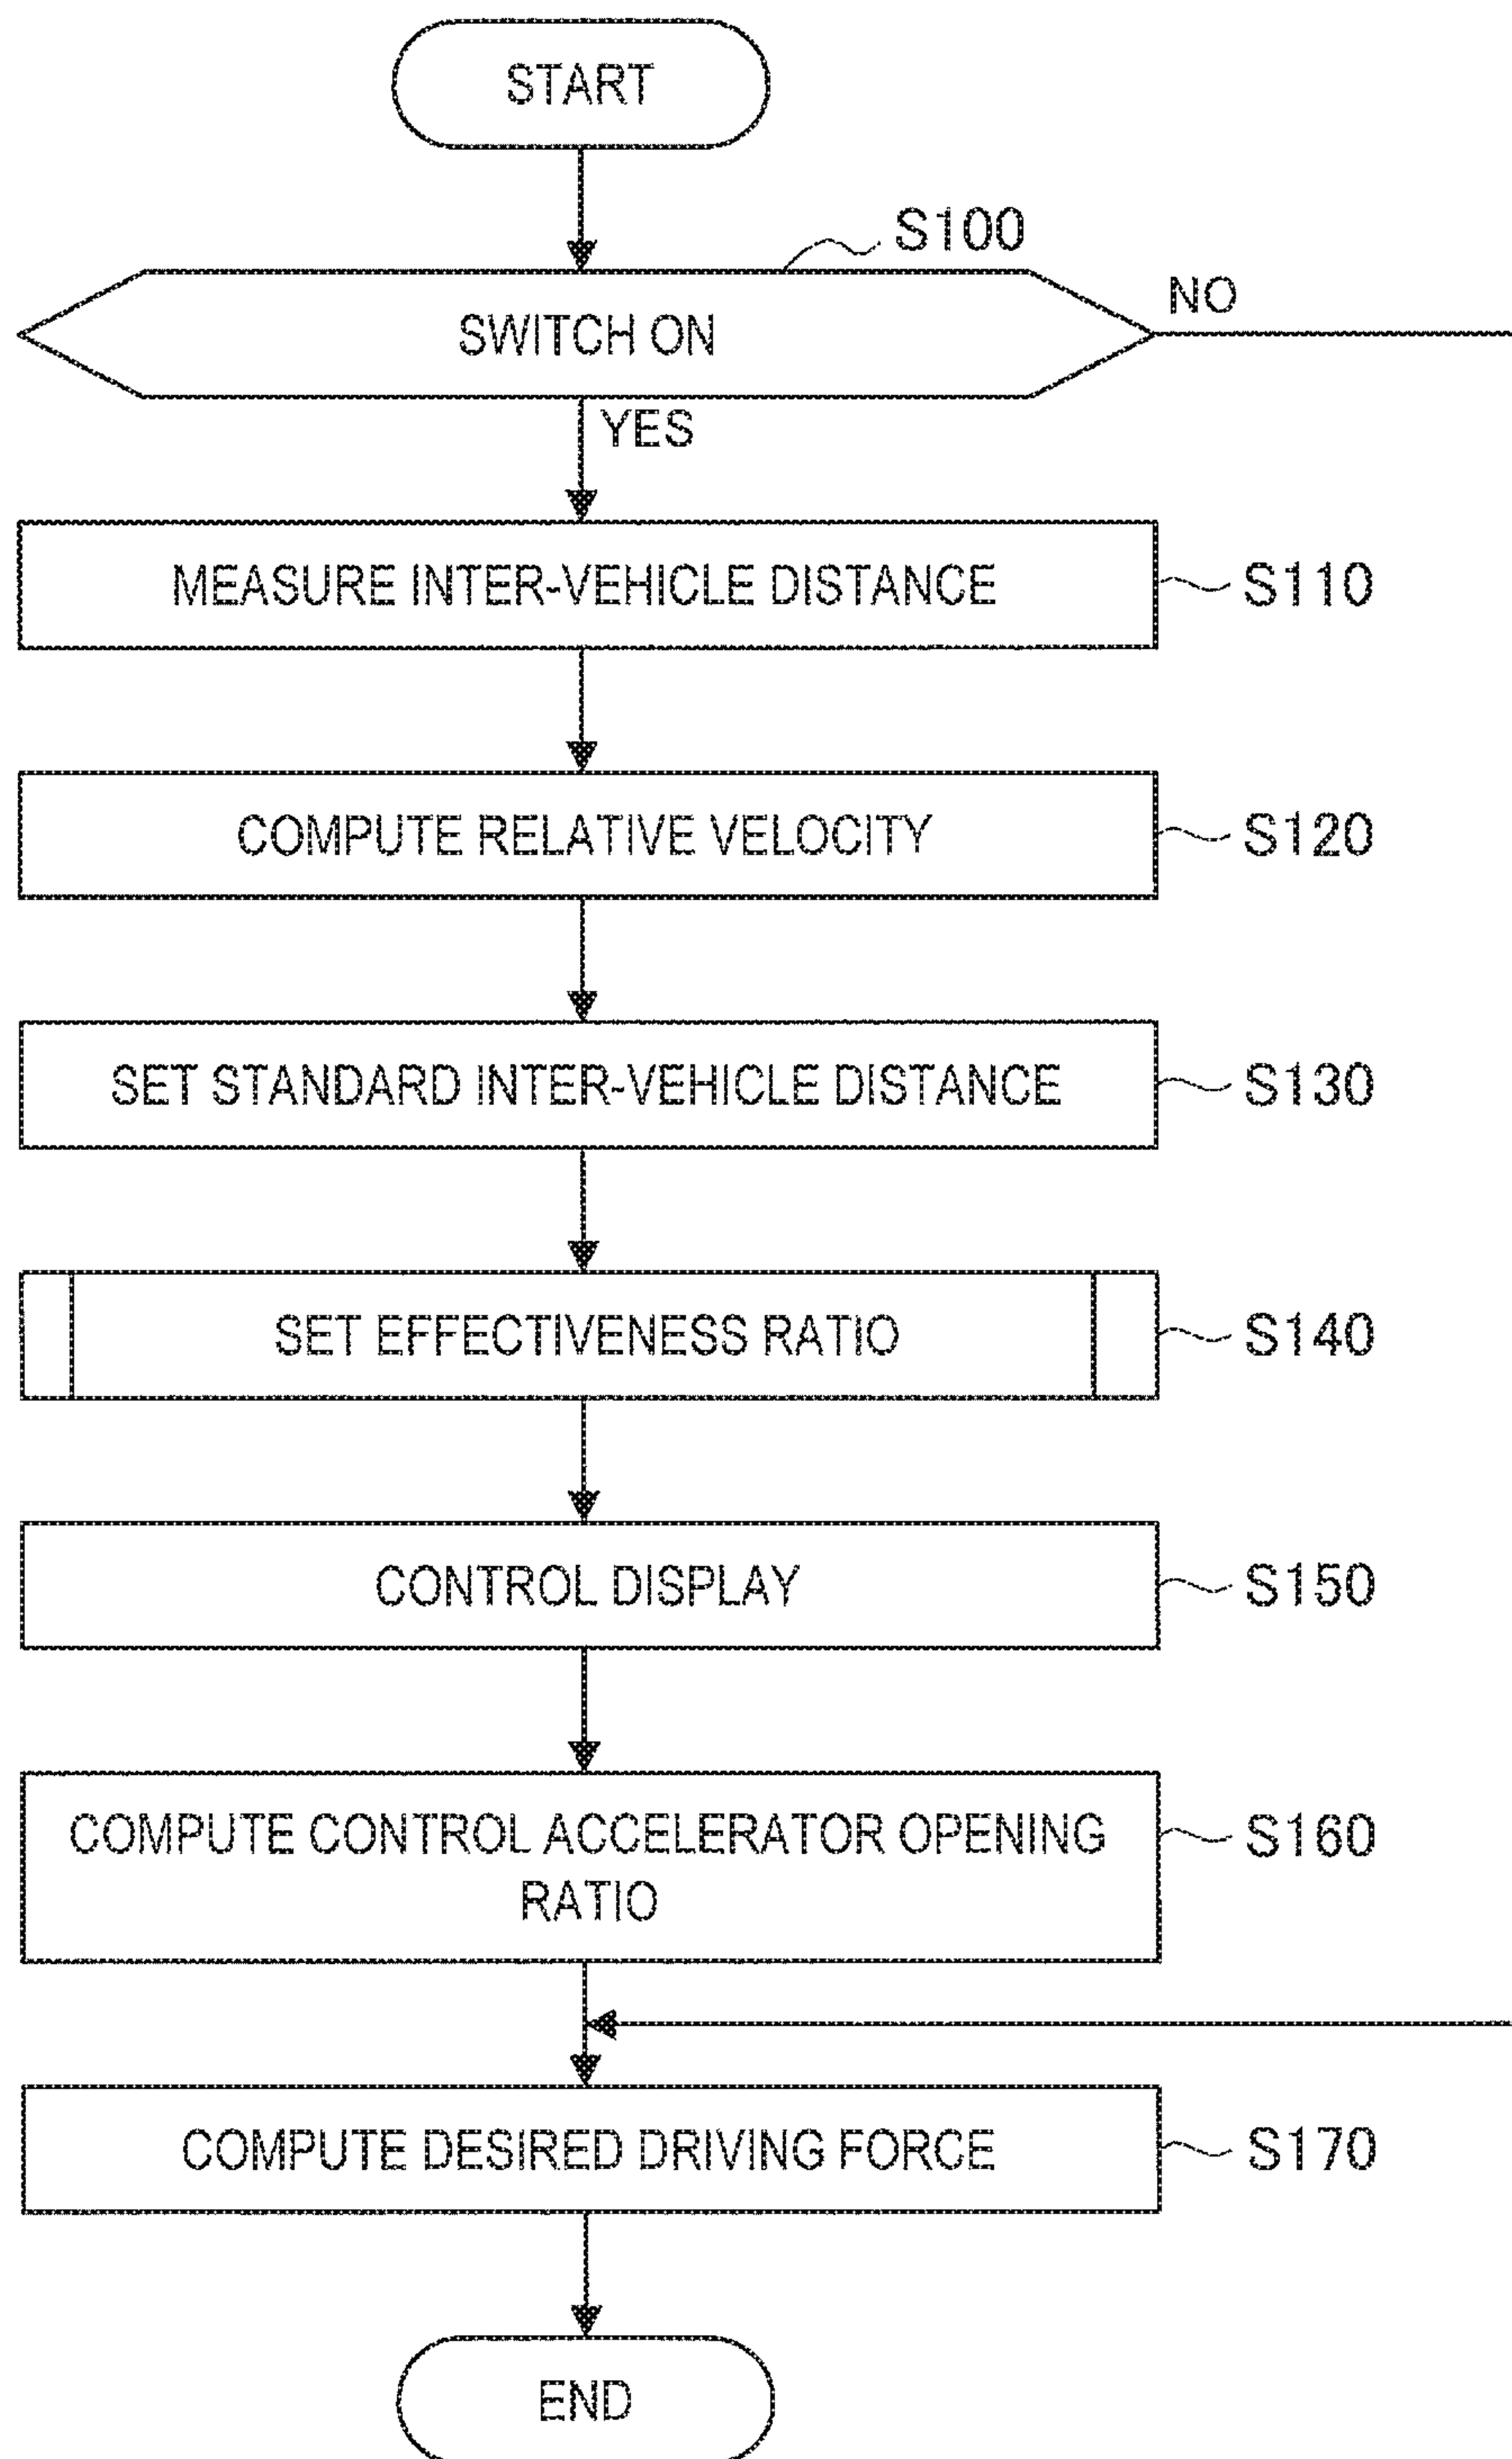 START
S100
SWITCH ON
NO
YES
MEASURE INTER-VEHICLE DISTANCE
S110
COMPUTE RELATIVE VELOCITY
S120
SET STANDARD INTER-VEHICLE DISTANCE
S130
SET EFFECTIVENESS RATIO
S140
CONTROL DISPLAY
S150
COMPUTE CONTROL ACCELERATOR OPENING
RATIO
S160
COMPUTE DESIRED DRIVING FORCE
S170
END